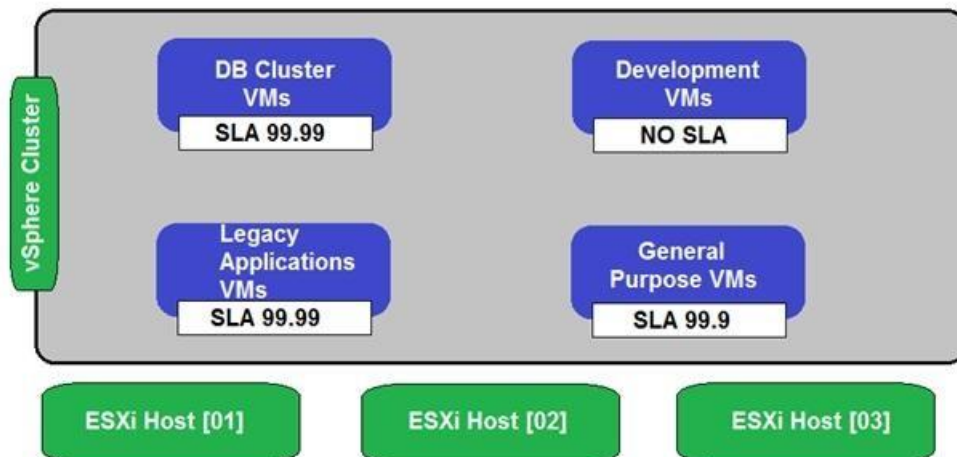 vSphere Cluster
DB Cluster
VMs
SLA 99.99
Development
VMs
NO SLA
Legacy
Applications
VMs
SLA 99.99
General
Purpose VMs
SLA 99.9
ESXi Host [01]
ESXi Host [02]
ESXi Host [03]